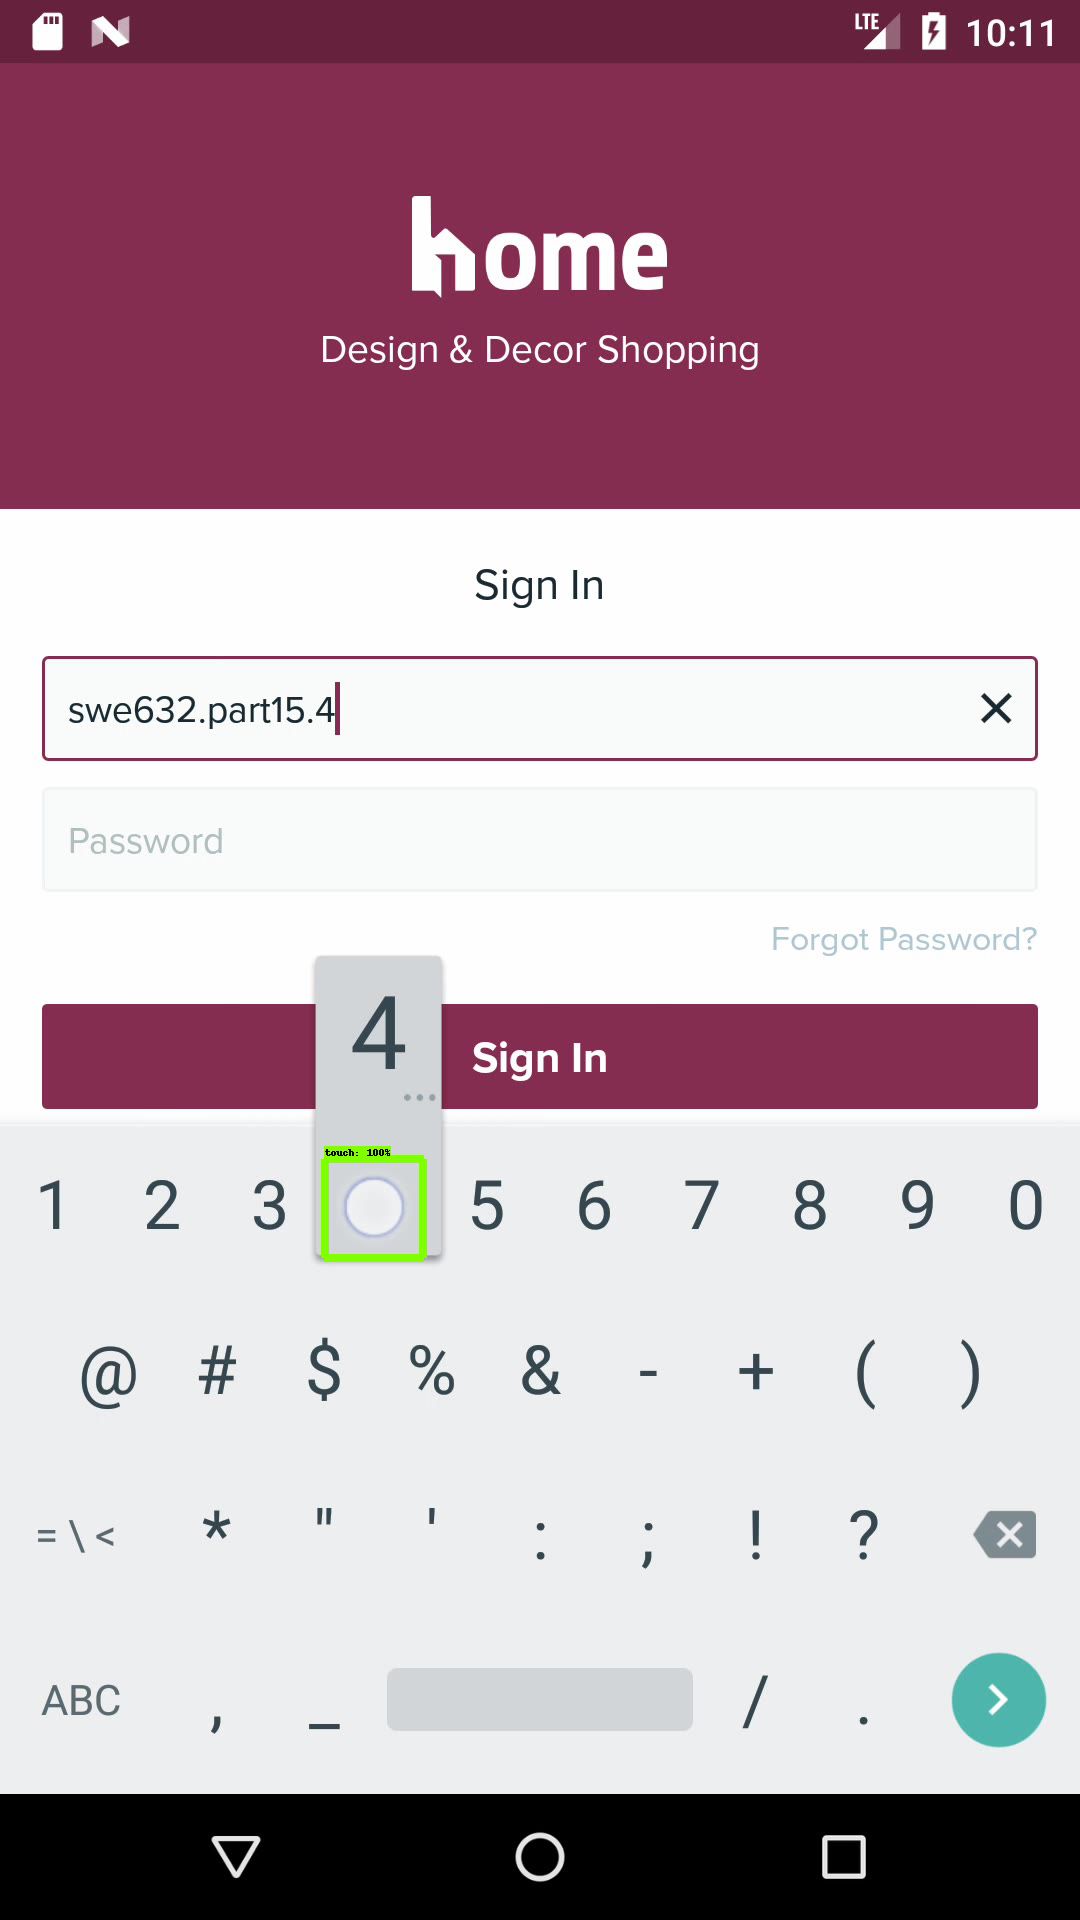 LTE 10:11
home
Design & Decor Shopping
Sign In
swe632.part15.4
Password
Forgot Password?
4
Sign In
touch: 100%
1 2 3 5 6 7 8 9 0
@ # $ % & - + ( )
= \ < * " ' : ; ! ?
ABC , _ / .